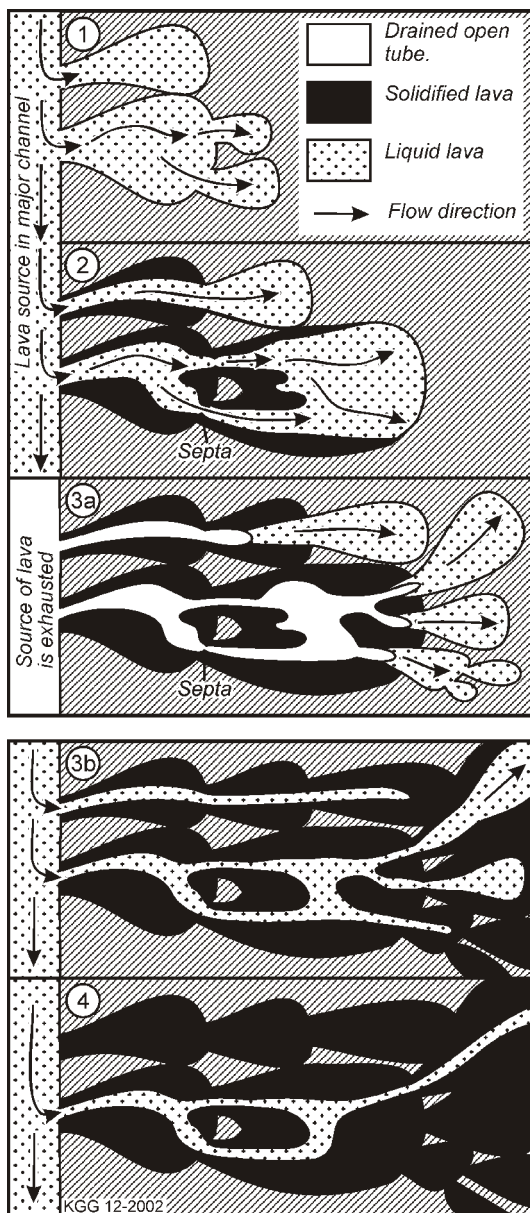 1
Drained open
tube.
Solidified lava
Liquid lava
Flow direction
Lava source in major channel
2
Septa
3a
Source of lava
is exhausted
Septa
3b
4
KGG 12-2002